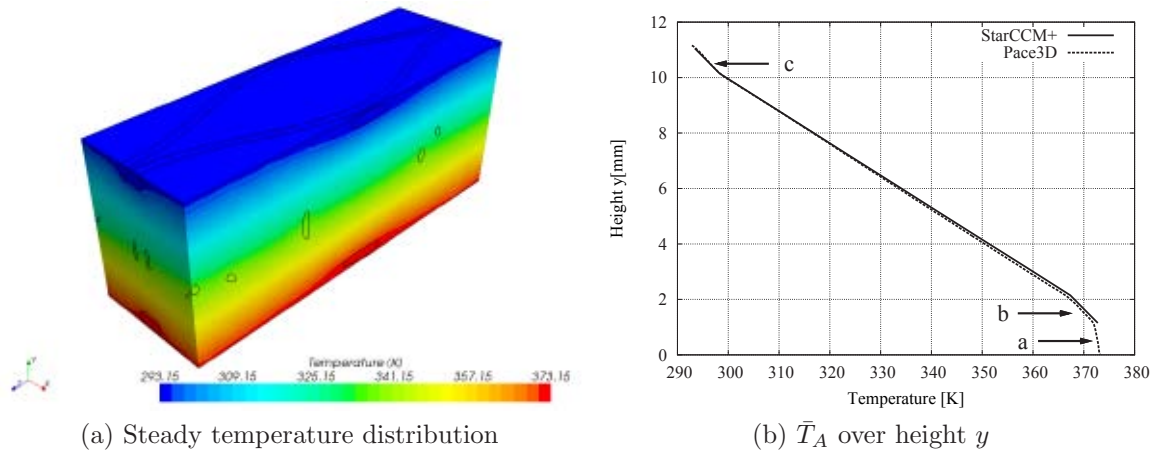 Temperature (K)
293.15 309.15 325.15 341.15 357.15 373.15
Y
Z X
(a) Steady temperature distribution
12
10
8
6
4
2
0
Height y[mm]
StarCCM+
Pace3D
c
b
a
290 300 310 320 330 340 350 360 370 380
Temperature [K]
(b) T̄_A over height y